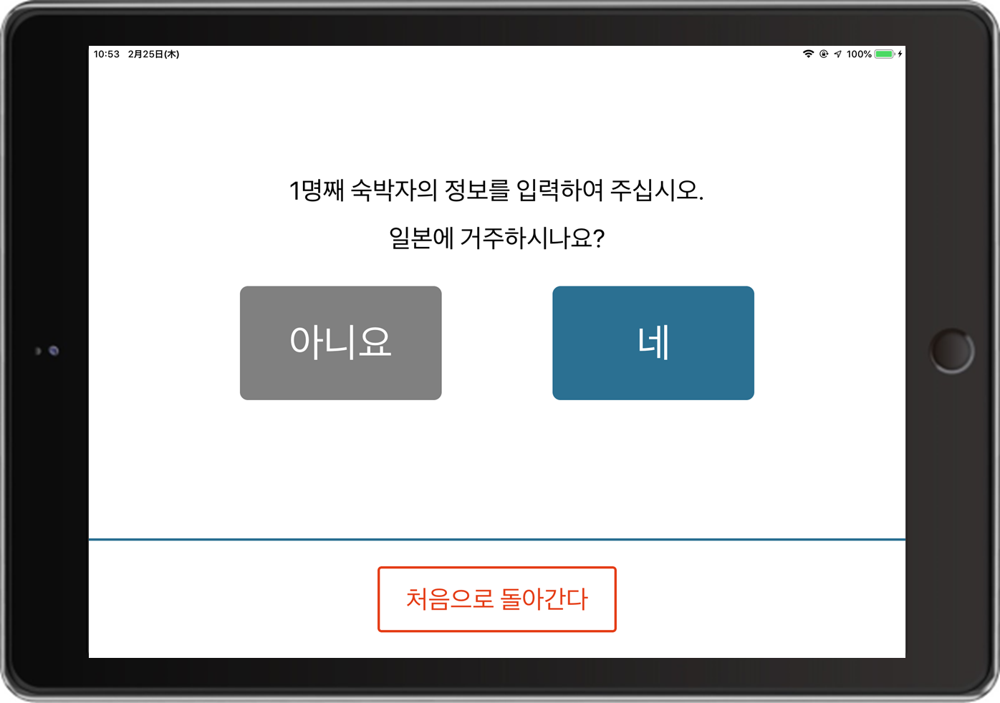 10:53 2月25日(木) 100%
1명째 숙박자의 정보를 입력하여 주십시오.
일본에 거주하시나요?
아니요 네
처음으로 돌아간다